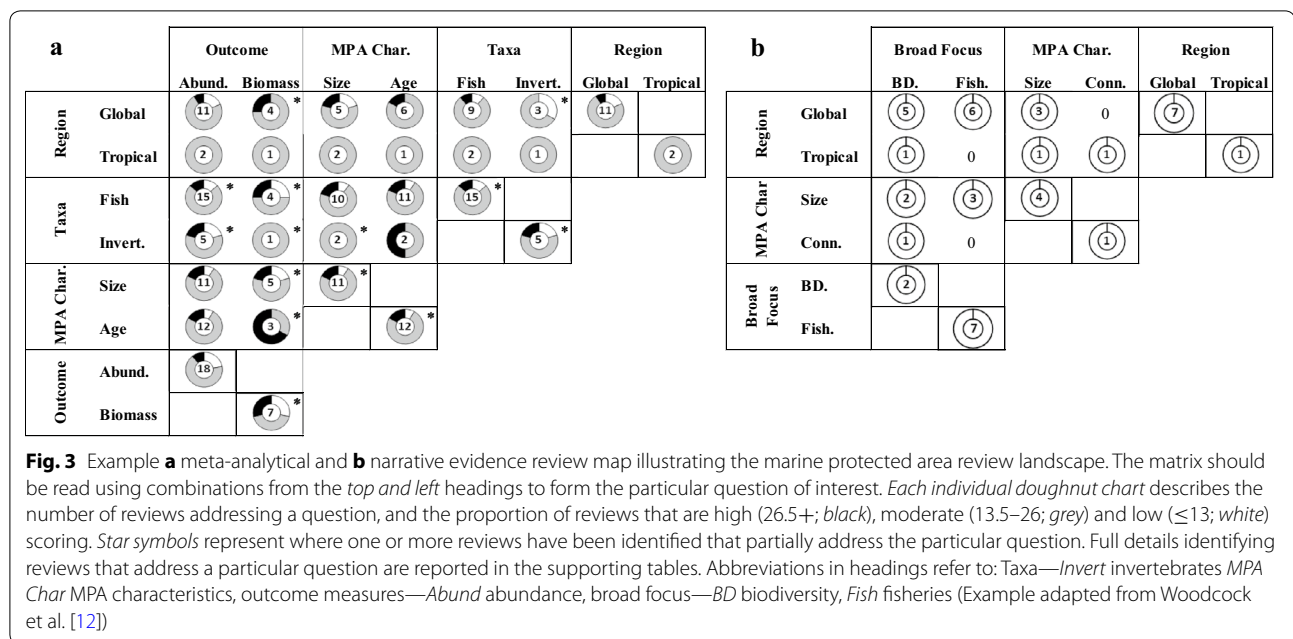 a b
Outcome MPA Char. Taxa Region Broad Focus MPA Char. Region
Abund. Biomass Size Age Fish Invert. Global Tropical BD. Fish. Size Conn. Global Tropical
Region Global 11 4 * 5 6 9 3 * 11 Region Global 5 6 3 0 7
Tropical 2 1 2 1 2 1 2 Tropical 1 0 1 1 1
Taxa Fish 15 * 4 * 10 11 15 * MPA Char Size 2 3 4
Invert. 5 * 1 * 2 * 2 5 * Conn. 1 0 1
MPA Char. Size 11 5 * 11 * Broad Focus BD. 2
Age 12 3 * 12 * Fish. 7
Outcome Abund. 18
Biomass 7 *
Fig. 3 Example a meta-analytical and b narrative evidence review map illustrating the marine protected area review landscape. The matrix should
be read using combinations from the top and left headings to form the particular question of interest. Each individual doughnut chart describes the
number of reviews addressing a question, and the proportion of reviews that are high (26.5+; black), moderate (13.5–26; grey) and low (≤13; white)
scoring. Star symbols represent where one or more reviews have been identified that partially address the particular question. Full details identifying
reviews that address a particular question are reported in the supporting tables. Abbreviations in headings refer to: Taxa—Invert invertebrates MPA
Char MPA characteristics, outcome measures—Abund abundance, broad focus—BD biodiversity, Fish fisheries (Example adapted from Woodcock
et al. [12])